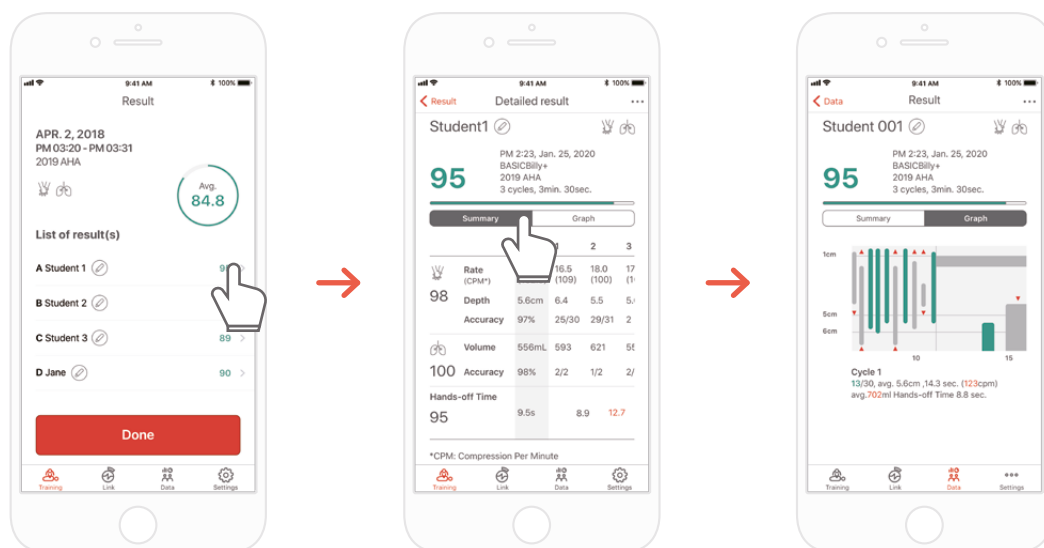 9:41 AM
100%
Result
APR. 2, 2018
PM 03:20 - PM 03:31
2019 AHA
Avg.
84.8
List of result(s)
A Student 1
B Student 2
C Student 3
89 >
D Jane
90 >
Done
Training
Link
Data
Settings
9:41 AM
100%
< Result
Detailed result
...
Student1
95
PM 2:23, Jan. 25, 2020
BASICBilly+
2019 AHA
3 cycles, 3min. 30sec.
Summary
Graph
2 3
98
Rate 16.5 18.0 17
(CPM*) (109) (100)
Depth 5.6cm 6.4 5.5
Accuracy 97% 25/30 29/31 2
100
Volume 556mL 593 621
Accuracy 98% 2/2 1/2 2/
Hands-off Time
95
9.5s 8.9 12.7
*CPM: Compression Per Minute
Training
Link
Data
Settings
9:41 AM
100%
< Data
Result
...
Student 001
95
PM 2:23, Jan. 25, 2020
BASICBilly+
2019 AHA
3 cycles, 3min. 30sec.
Summary
Graph
1cm
5cm
6cm
10 15
Cycle 1
13/30, avg. 5.6cm ,14.3 sec. (123cpm)
avg.702ml Hands-off Time 8.8 sec.
Training
Link
Data
Settings